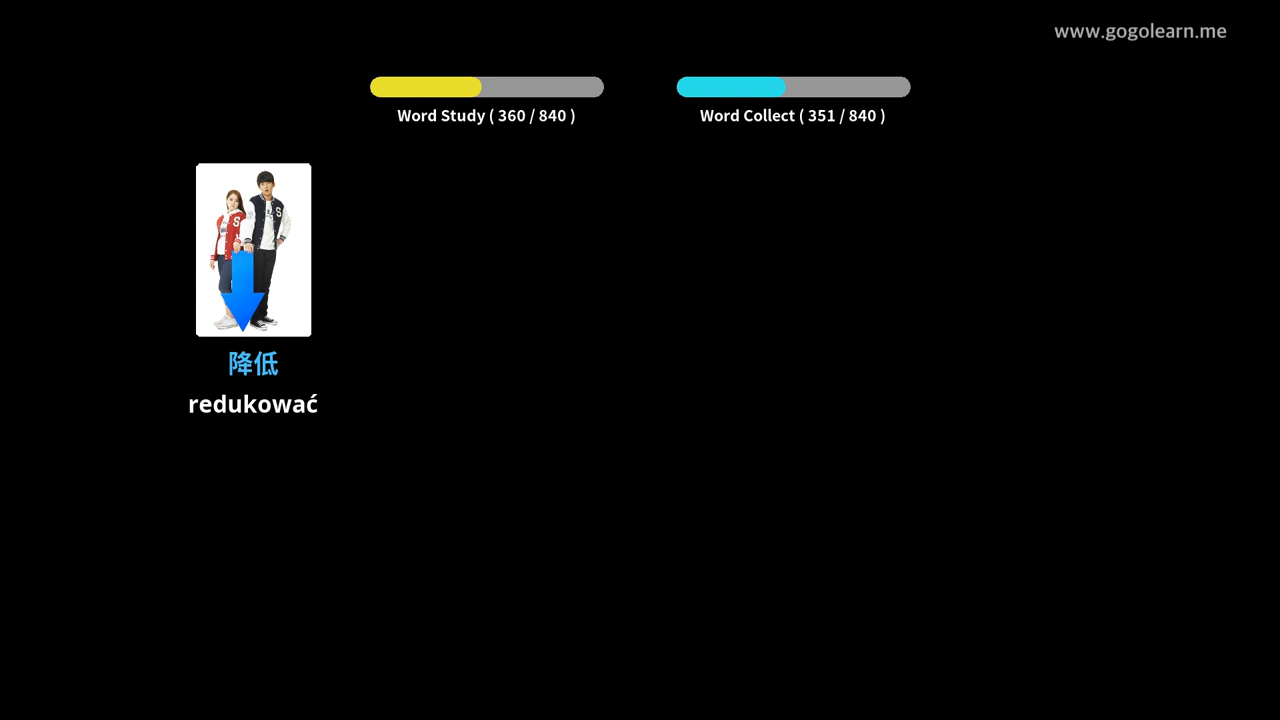 www.gogolearn.me
Word Study ( 360 / 840 )
Word Collect ( 351 / 840 )
S
S
降低
redukować